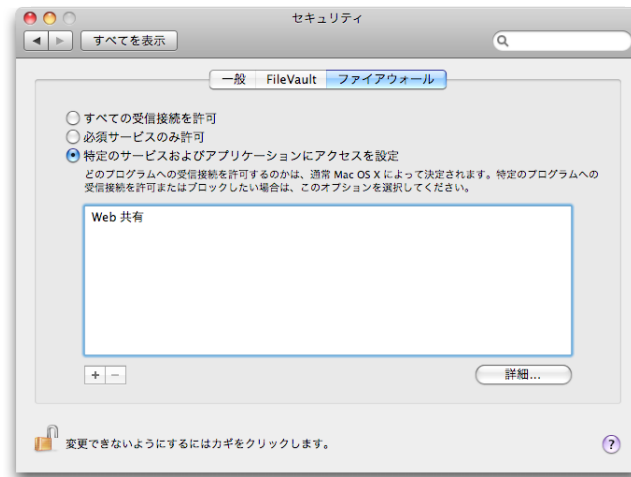 セキュリティ
すべてを表示
一般 FileVault ファイアウォール
すべての受信接続を許可
必須サービスのみ許可
特定のサービスおよびアプリケーションにアクセスを設定
どのプログラムへの受信接続を許可するのかは、通常 Mac OS X によって決定されます。特定のプログラムへの
受信接続を許可またはブロックしたい場合は、このオプションを選択してください。
Web 共有
+ −
詳細...
変更できないようにするにはカギをクリックします。
?